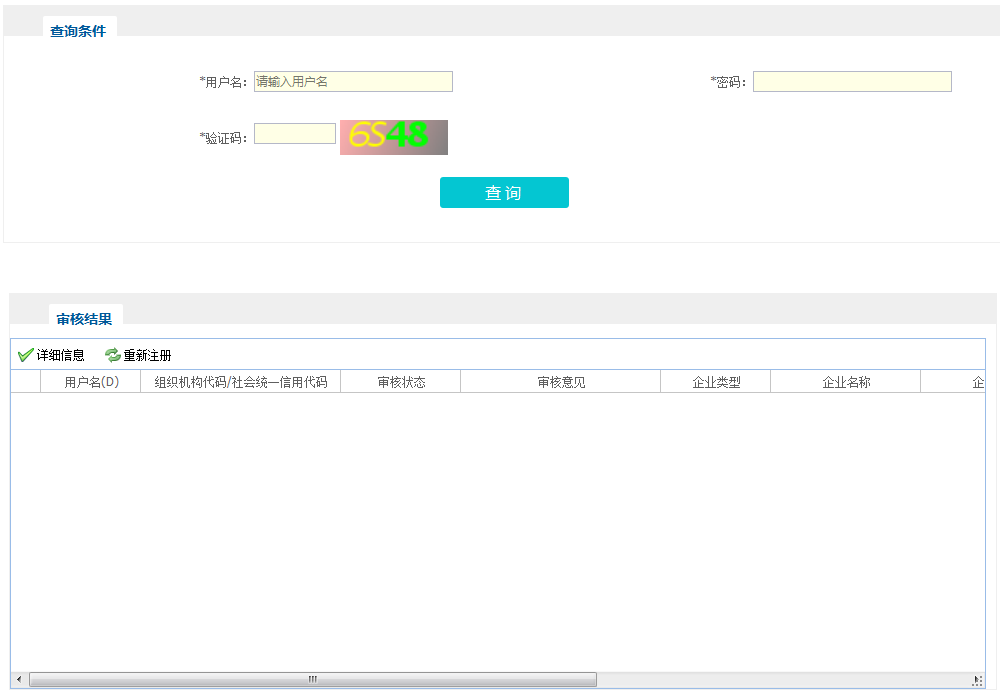 查询条件
*用户名： 请输入用户名 *密码：
*验证码： 6S48
查 询
审核结果
详细信息 重新注册
用户名(D) 组织机构代码/社会统一信用代码 审核状态 审核意见 企业类型 企业名称 企